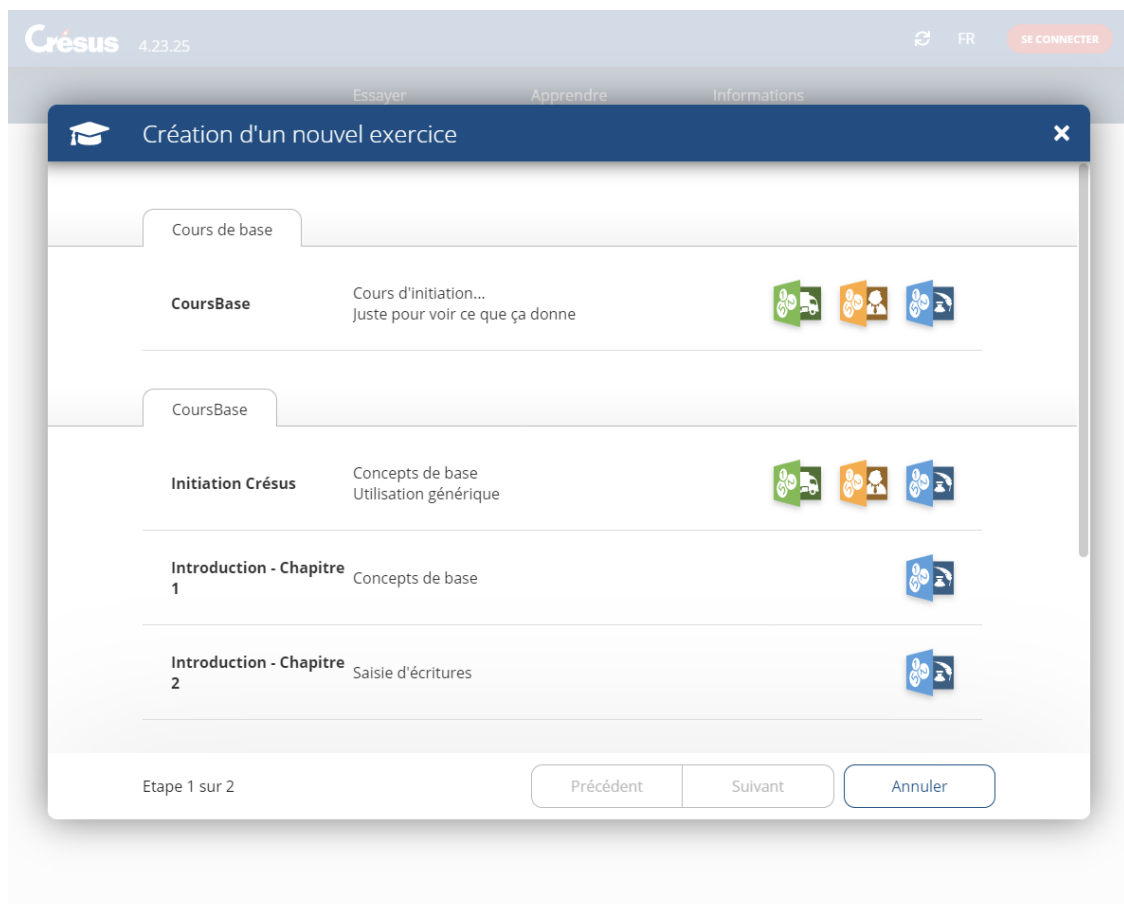 Crésus 4.23.25 FR SE CONNECTER
Essayer Apprendre Informations
Création d'un nouvel exercice
Cours de base
CoursBase
Cours d'initiation...
Juste pour voir ce que ça donne
CoursBase
Initiation Crésus
Concepts de base
Utilisation générique
Introduction - Chapitre
1
Concepts de base
Introduction - Chapitre
2
Saisie d'écritures
Etape 1 sur 2 Précédent Suivant Annuler